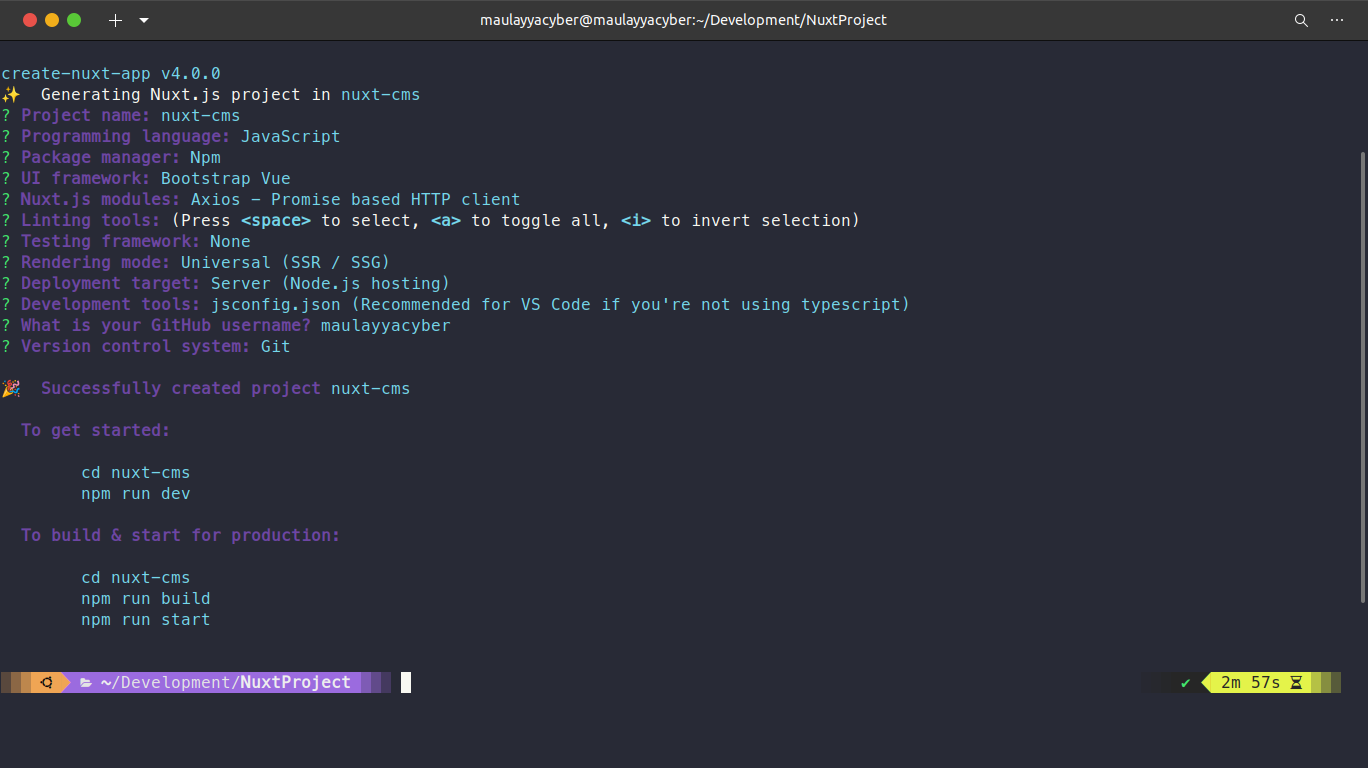 maulayyacyber@maulayyacyber:~/Development/NuxtProject
create-nuxt-app v4.0.0
✨  Generating Nuxt.js project in nuxt-cms
? Project name: nuxt-cms
? Programming language: JavaScript
? Package manager: Npm
? UI framework: Bootstrap Vue
? Nuxt.js modules: Axios - Promise based HTTP client
? Linting tools: (Press <space> to select, <a> to toggle all, <i> to invert selection)
? Testing framework: None
? Rendering mode: Universal (SSR / SSG)
? Deployment target: Server (Node.js hosting)
? Development tools: jsconfig.json (Recommended for VS Code if you're not using typescript)
? What is your GitHub username? maulayyacyber
? Version control system: Git
🎉  Successfully created project nuxt-cms
To get started:
cd nuxt-cms
npm run dev
To build & start for production:
cd nuxt-cms
npm run build
npm run start
~/Development/NuxtProject ✔ 2m 57s